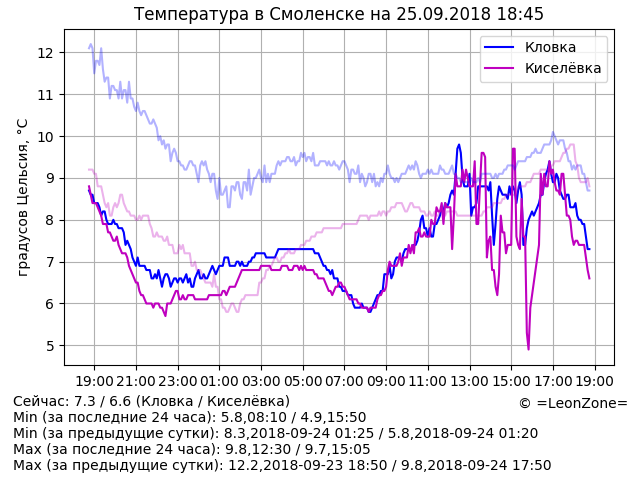 Температура в Смоленске на 25.09.2018 18:45
Кловка
Киселёвка
градусов Цельсия, °C
12
11
10
9
8
7
6
5
19:00 21:00 23:00 01:00 03:00 05:00 07:00 09:00 11:00 13:00 15:00 17:00 19:00
Сейчас: 7.3 / 6.6 (Кловка / Киселёвка)
© =LeonZone=
Min (за последние 24 часа): 5.8,08:10 / 4.9,15:50
Min (за предыдущие сутки): 8.3,2018-09-24 01:25 / 5.8,2018-09-24 01:20
Max (за последние 24 часа): 9.8,12:30 / 9.7,15:05
Max (за предыдущие сутки): 12.2,2018-09-23 18:50 / 9.8,2018-09-24 17:50